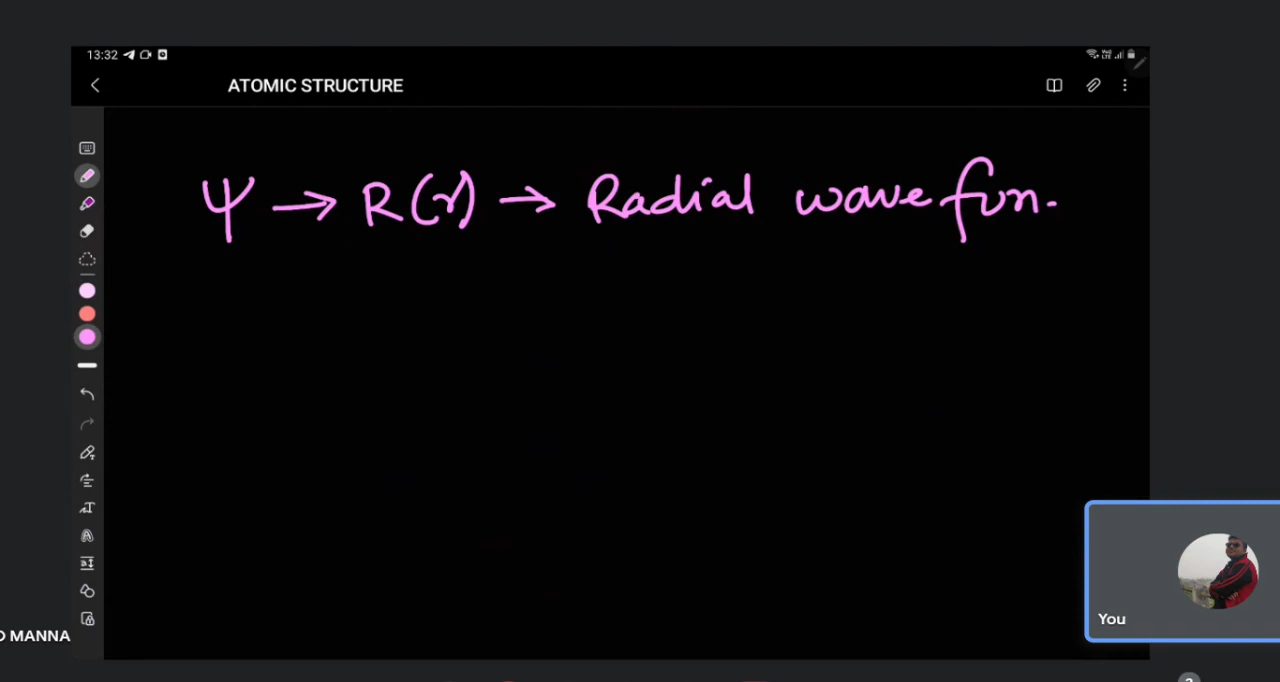 13:32
ATOMIC STRUCTURE
ψ → R(r) → Radial wave fun.
You
MANNA